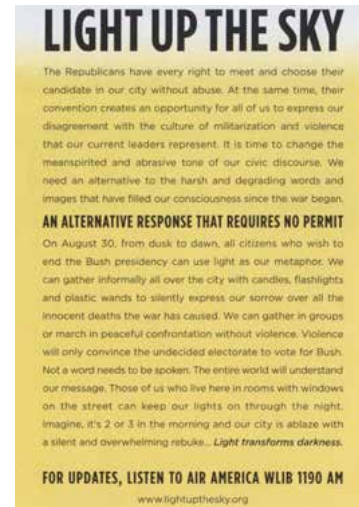 LIGHT UP THE SKY
The Republicans have every right to meet and choose their
candidate in our city without abuse. At the same time, their
convention creates an opportunity for all of us to express our
disagreement with the culture of militarization and violence
that our current leaders represent. It is time to change the
meanspirited and abrasive tone of our civic discourse. We
need an alternative to the harsh and degrading words and
images that have filled our consciousness since the war began.
AN ALTERNATIVE RESPONSE THAT REQUIRES NO PERMIT
On August 30, from dusk to dawn, all citizens who wish to
end the Bush presidency can use light as our metaphor. We
can gather informally all over the city with candles, flashlights
and plastic wands to silently express our sorrow over all the
innocent deaths the war has caused. We can gather in groups
or march in peaceful confrontation without violence. Violence
will only convince the undecided electorate to vote for Bush.
Not a word needs to be spoken. The entire world will understand
our message. Those of us who live here in rooms with windows
on the street can keep our lights on through the night.
Imagine, it's 2 or 3 in the morning and our city is ablaze with
a silent and overwhelming rebuke... Light transforms darkness.
FOR UPDATES, LISTEN TO AIR AMERICA WLIB 1190 AM
www.lightupthesky.org